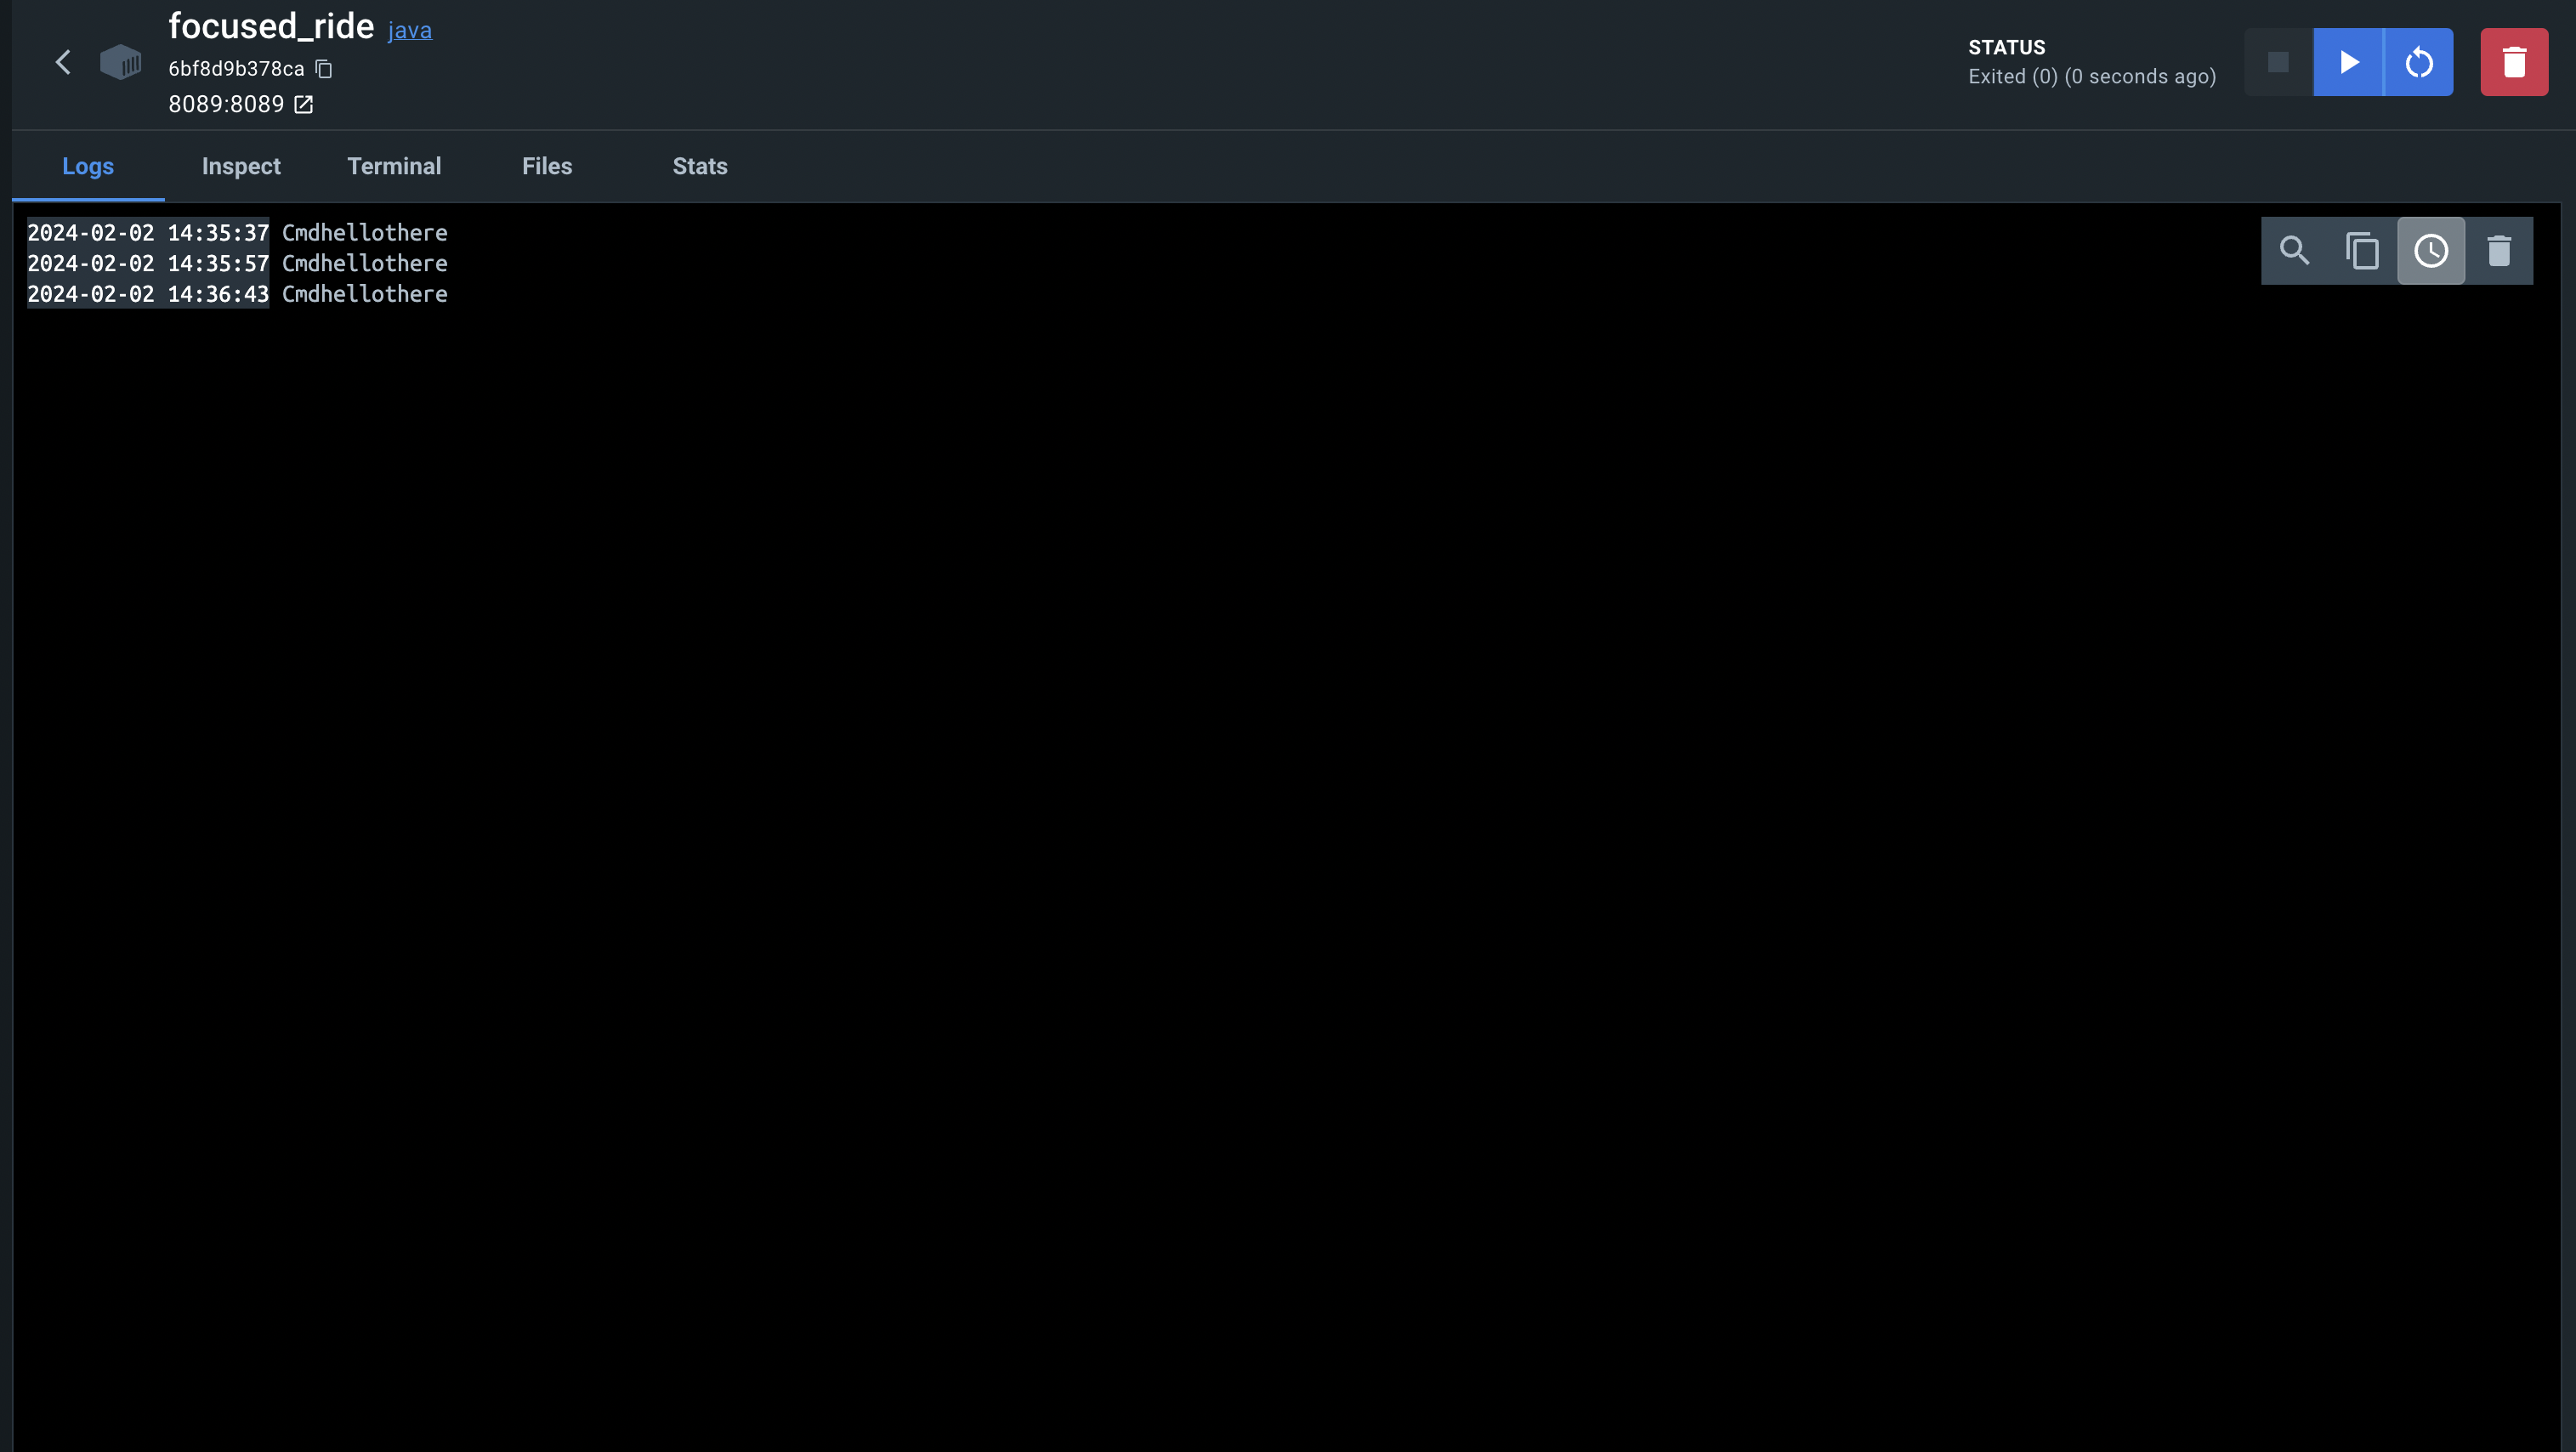 focused_ride java
6bf8d9b378ca
8089:8089
STATUS
Exited (0) (0 seconds ago)
Logs Inspect Terminal Files Stats
2024-02-02 14:35:37 Cmdhellothere
2024-02-02 14:35:57 Cmdhellothere
2024-02-02 14:36:43 Cmdhellothere